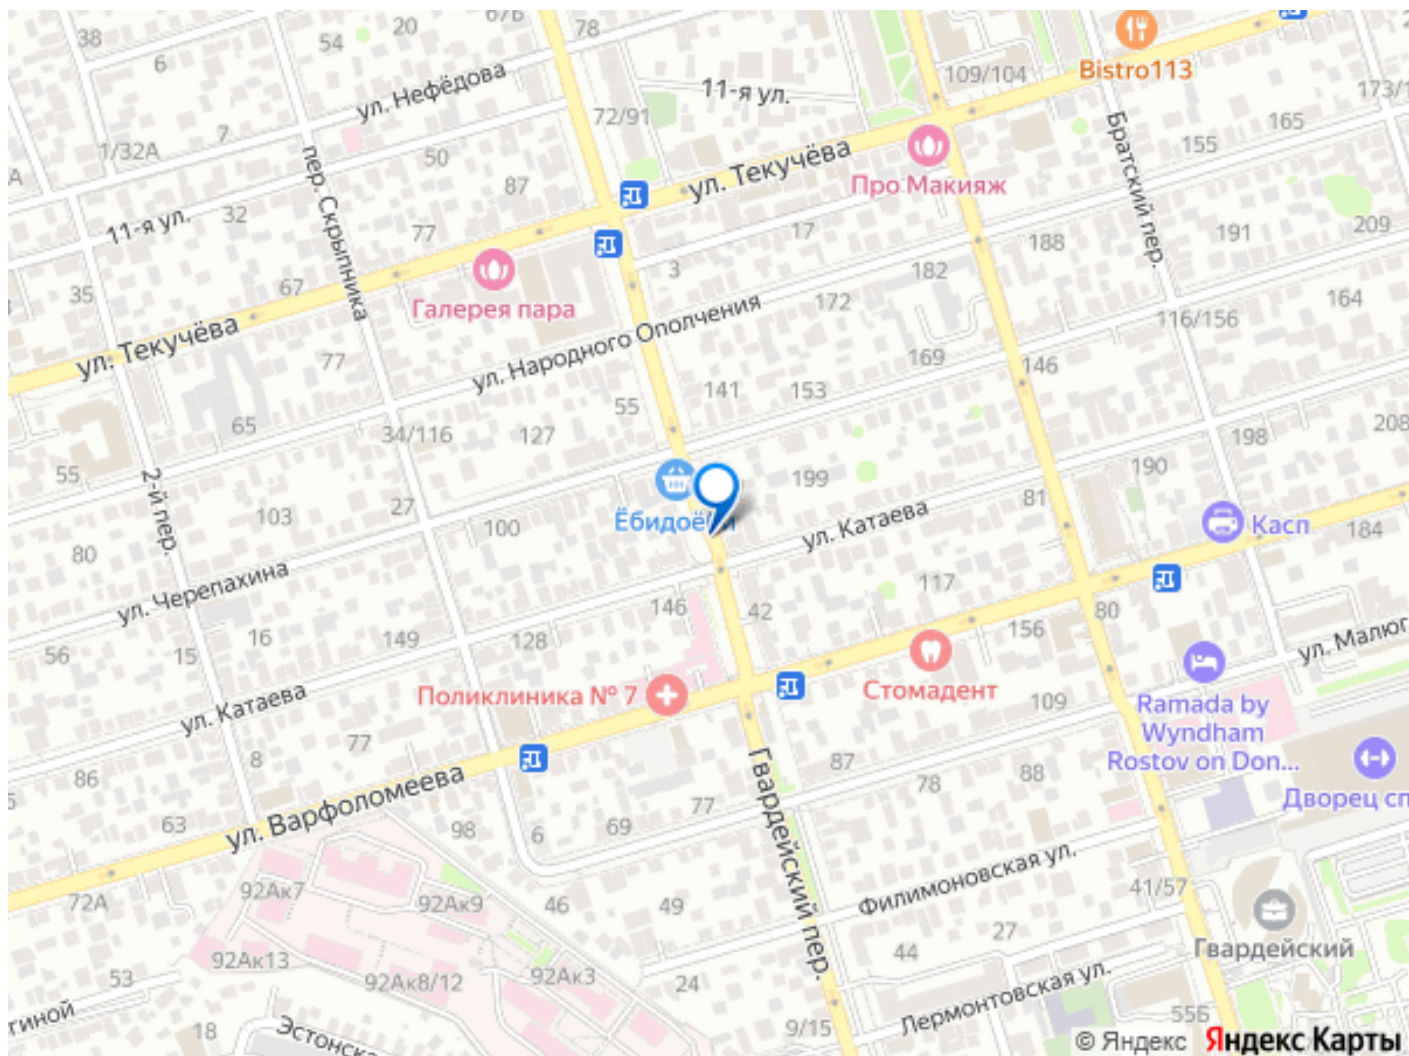 67Б
20
78
38
54
6
ул. Нефёдова
Bistro113
109/104
11-я ул.
173/1
72/91
165
Братский пер.
155
7
1/32А
пер. Скрыпника
50
ул. Текучёва
Про Макияж
87
32
11-я ул.
77
17
188
191
209
3
182
67
35
Галерея пара
172
164
ул. Народного Ополчения
116/156
ул. Текучёва
77
169
146
141
153
55
65
34/116
127
198
208
55
2-й пер.
190
199
27
81
103
100
ул. Катаева
Касп
184
80
ул. Черепахина
117
146
42
80
16
149
128
156
56
15
ул. Малюг
Стомадент
Поликлиника № 7
109
Ramada by
Wyndham
Rostov on Don...
ул. Катаева
77
8
86
87
78
88
Гвардейский пер.
Дворец сп
ул. Варфоломеева
63
98
6
69
77
Филимоновская ул.
41/57
92Ак7
72А
92Ак9
46
49
27
Гвардейский
44
92Ак13
53
92Ак8/12
92Ак3
24
Лермонтовская ул.
гиной
18
Эстонска
9/15
55Б
© Яндекс Яндекс Карты